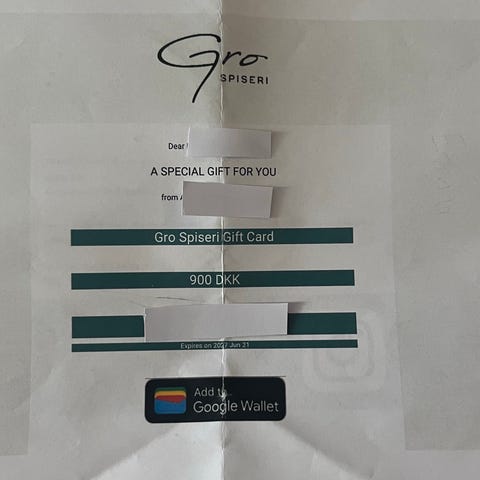 Gro
SPISERI
Dear
A SPECIAL GIFT FOR YOU
from A
Gro Spiseri Gift Card
900 DKK
Expires on 2027 Jun 21
Add to
Google Wallet